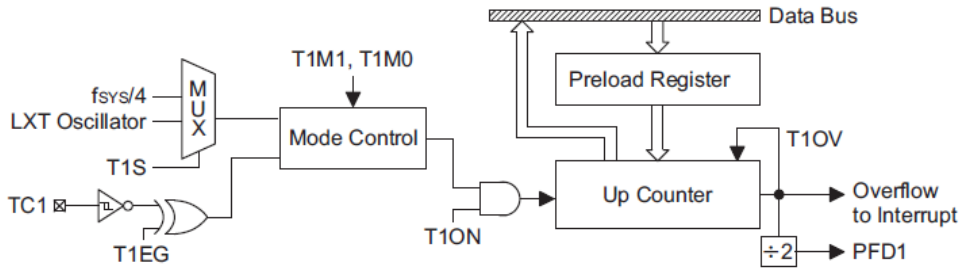 Data Bus
T1M1, T1M0
Preload Register
MUX
fSYS/4
LXT Oscillator
Mode Control
T1OV
T1S
Up Counter
Overflow
to Interrupt
TC1
T1EG
T1ON
÷2
PFD1